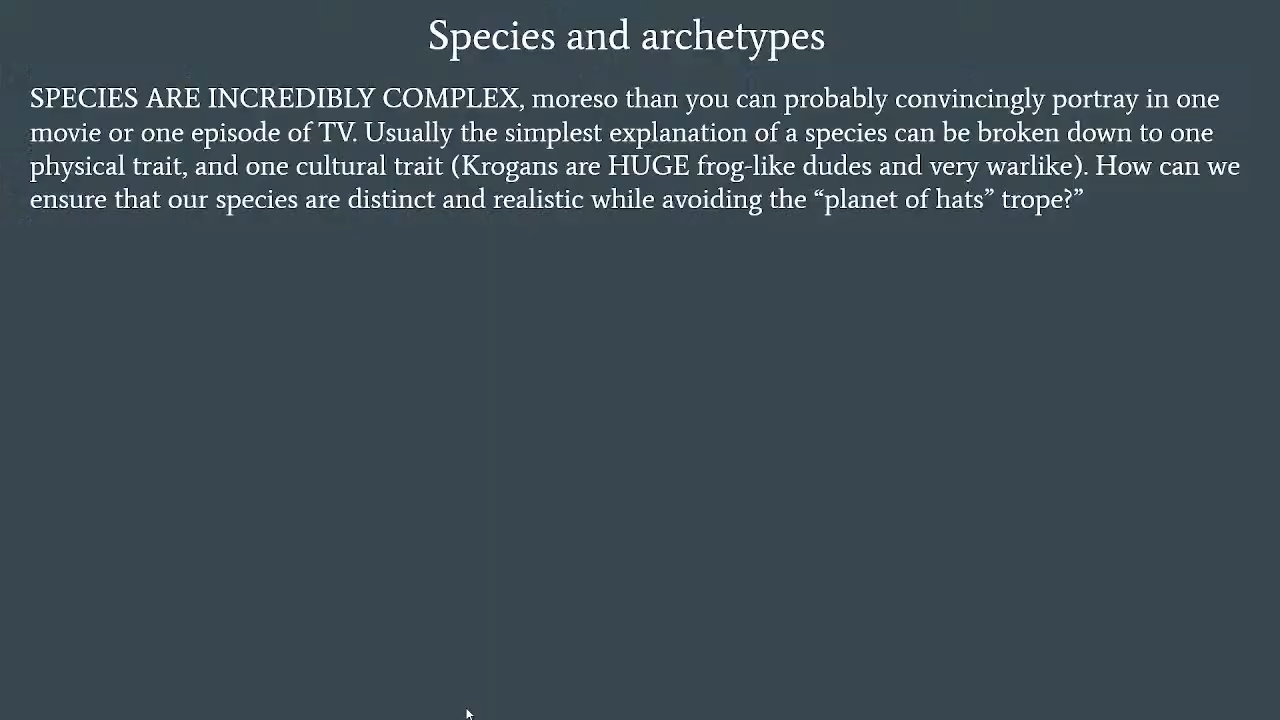 Species and archetypes
SPECIES ARE INCREDIBLY COMPLEX, moreso than you can probably convincingly portray in one
movie or one episode of TV. Usually the simplest explanation of a species can be broken down to one
physical trait, and one cultural trait (Krogans are HUGE frog-like dudes and very warlike). How can we
ensure that our species are distinct and realistic while avoiding the “planet of hats” trope?”